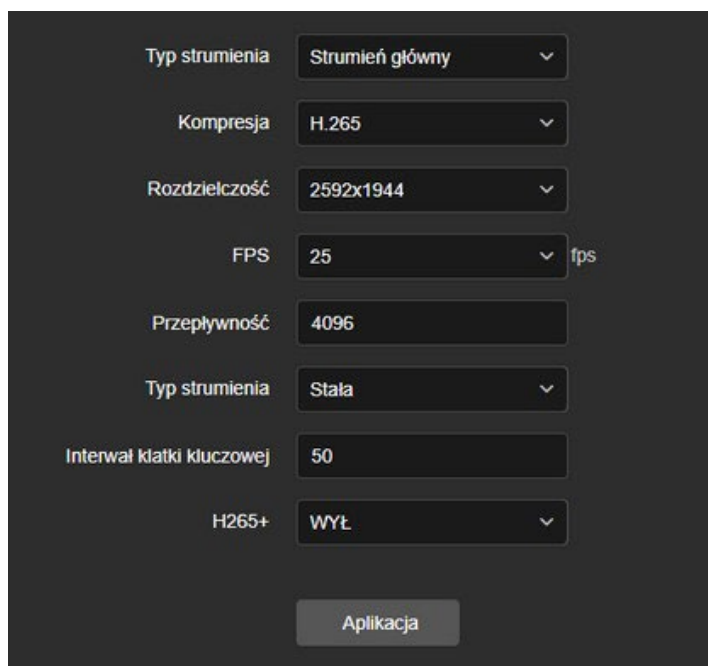 Typ strumienia Strumień główny
Kompresja H.265
Rozdzielczość 2592x1944
FPS 25 fps
Przepływność 4096
Typ strumienia Stała
Interwał klatki kluczowej 50
H265+ WYŁ
Aplikacja